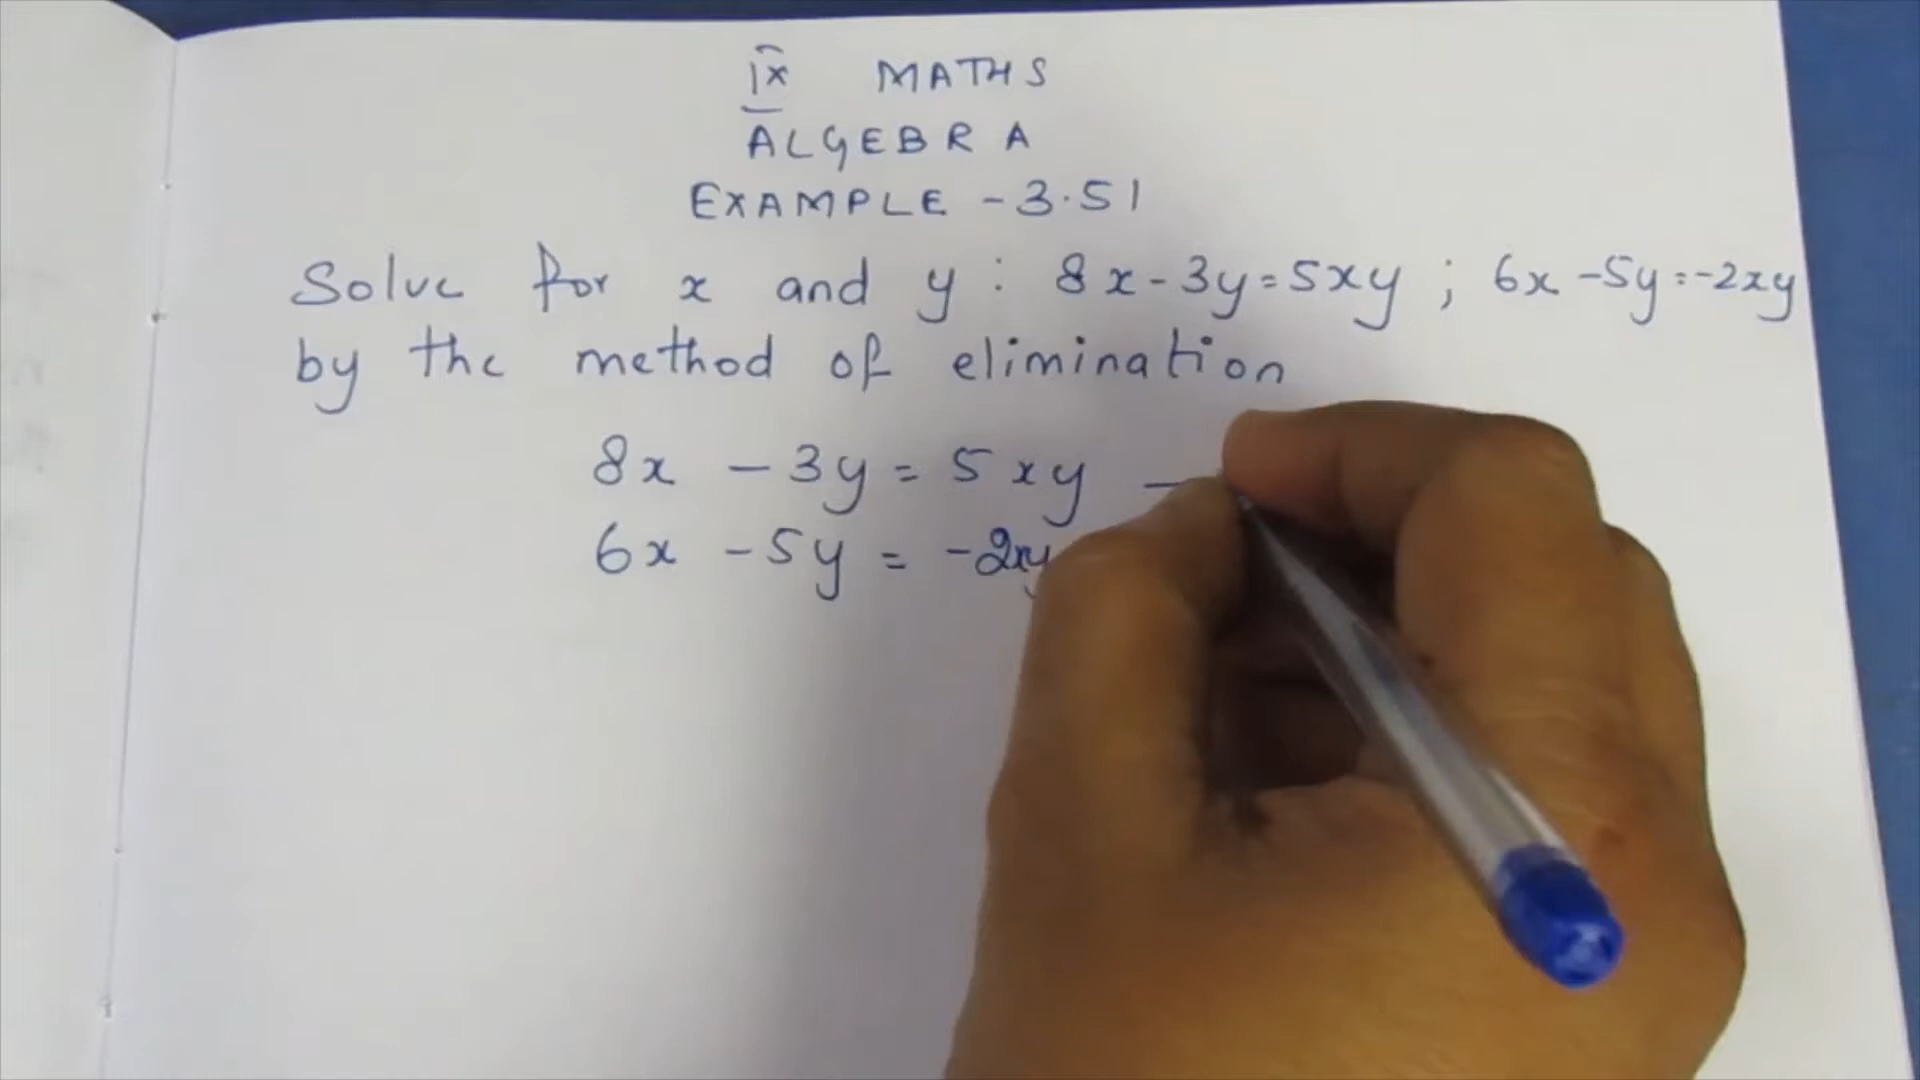 IX MATHS
ALGEBRA
EXAMPLE - 3.51
Solve for x and y : 8x - 3y = 5xy ; 6x - 5y = -2xy
by the method of elimination
8x - 3y = 5xy -
6x - 5y = -2xy